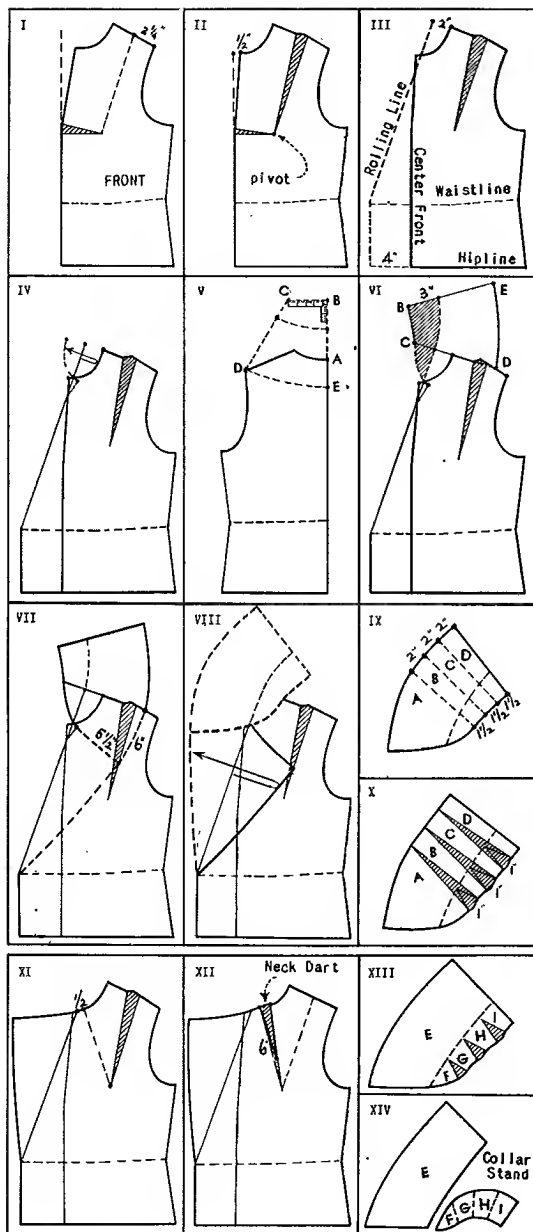 I
2¼"
FRONT
II
½"
pivot
III
2"
Rolling Line
Center Front
Waistline
4"
Hipline
IV
V
C
B
A
D
E
VI
B
3"
E
C
D
VII
6½"
6"
VIII
IX
2" 2" 2"
A
B
C
D
1½ 1½ 1½
X
D
C
B
A
1" 1" 1"
XI
½
XII
Neck Dart
6"
XIII
E
F
G
H
I
XIV
E
Collar
Stand
F
G
H
I